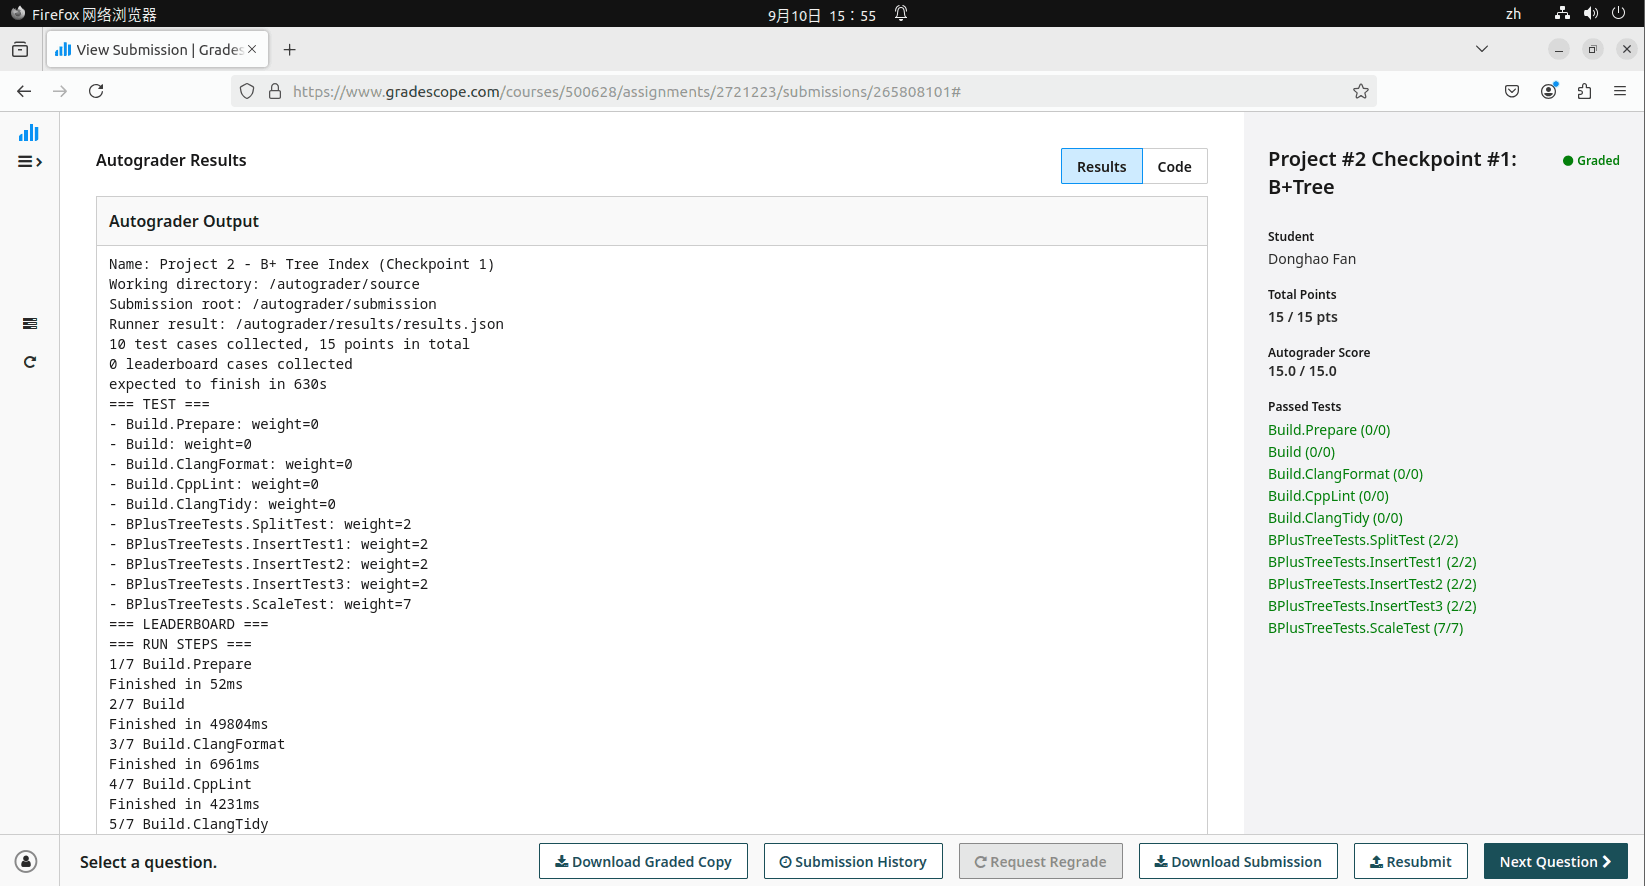 Firefox 网络浏览器
9月10日 15：55
zh
View Submission | Grades
https://www.gradescope.com/courses/500628/assignments/2721223/submissions/265808101#
Autograder Results
Results
Code
Autograder Output
Name: Project 2 - B+ Tree Index (Checkpoint 1)
Working directory: /autograder/source
Submission root: /autograder/submission
Runner result: /autograder/results/results.json
10 test cases collected, 15 points in total
0 leaderboard cases collected
expected to finish in 630s
=== TEST ===
- Build.Prepare: weight=0
- Build: weight=0
- Build.ClangFormat: weight=0
- Build.CppLint: weight=0
- Build.ClangTidy: weight=0
- BPlusTreeTests.SplitTest: weight=2
- BPlusTreeTests.InsertTest1: weight=2
- BPlusTreeTests.InsertTest2: weight=2
- BPlusTreeTests.InsertTest3: weight=2
- BPlusTreeTests.ScaleTest: weight=7
=== LEADERBOARD ===
=== RUN STEPS ===
1/7 Build.Prepare
Finished in 52ms
2/7 Build
Finished in 49804ms
3/7 Build.ClangFormat
Finished in 6961ms
4/7 Build.CppLint
Finished in 4231ms
5/7 Build.ClangTidy
Project #2 Checkpoint #1:
B+Tree
Graded
Student
Donghao Fan
Total Points
15 / 15 pts
Autograder Score
15.0 / 15.0
Passed Tests
Build.Prepare (0/0)
Build (0/0)
Build.ClangFormat (0/0)
Build.CppLint (0/0)
Build.ClangTidy (0/0)
BPlusTreeTests.SplitTest (2/2)
BPlusTreeTests.InsertTest1 (2/2)
BPlusTreeTests.InsertTest2 (2/2)
BPlusTreeTests.InsertTest3 (2/2)
BPlusTreeTests.ScaleTest (7/7)
Select a question.
Download Graded Copy
Submission History
Request Regrade
Download Submission
Resubmit
Next Question